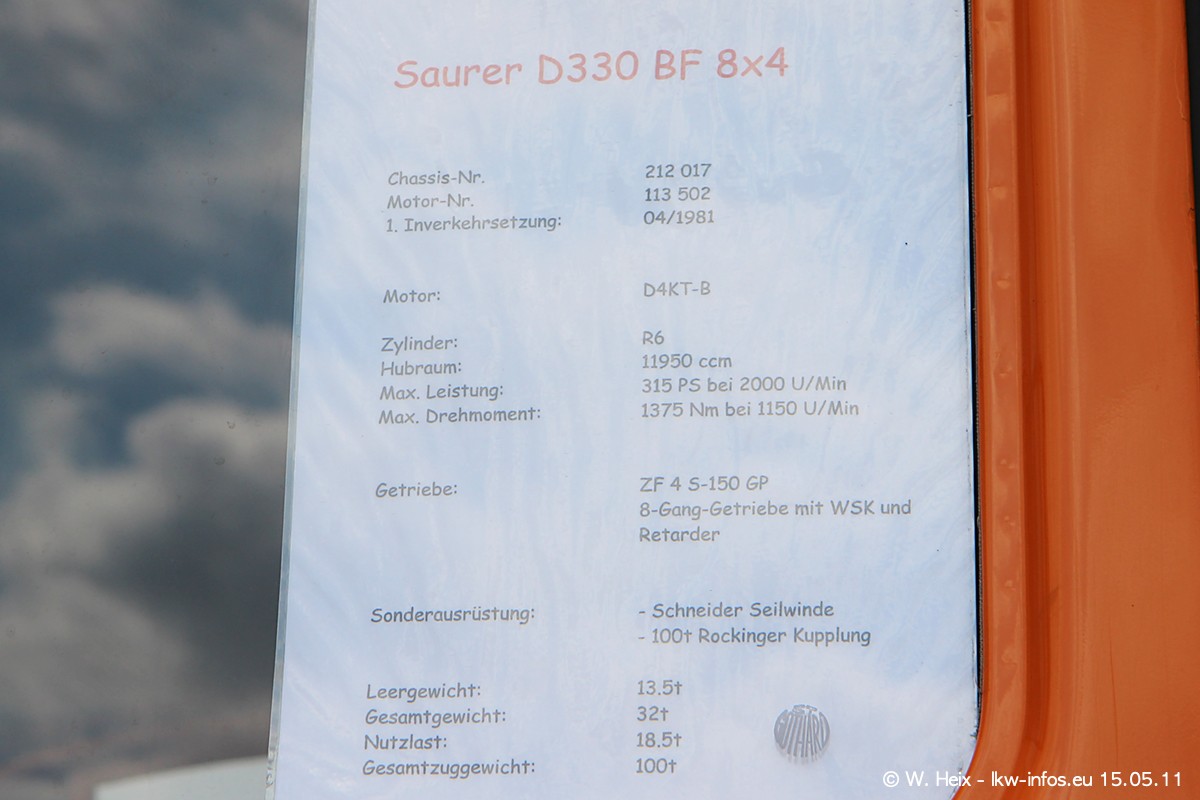 Saurer D330 BF 8x4
Chassis-Nr. 212 017
Motor-Nr. 113 502
1. Inverkehrsetzung: 04/1981
Motor: D4KT-B
Zylinder: R6
Hubraum: 11950 ccm
Max. Leistung: 315 PS bei 2000 U/Min
Max. Drehmoment: 1375 Nm bei 1150 U/Min
Getriebe: ZF 4 S-150 GP
8-Gang-Getriebe mit WSK und
Retarder
Sonderausrüstung: - Schneider Seilwinde
- 100t Rockinger Kupplung
Leergewicht: 13.5t
Gesamtgewicht: 32t
Nutzlast: 18.5t
Gesamtzuggewicht: 100t
ST. GOTTHARD
© W. Heix - lkw-infos.eu 15.05.11